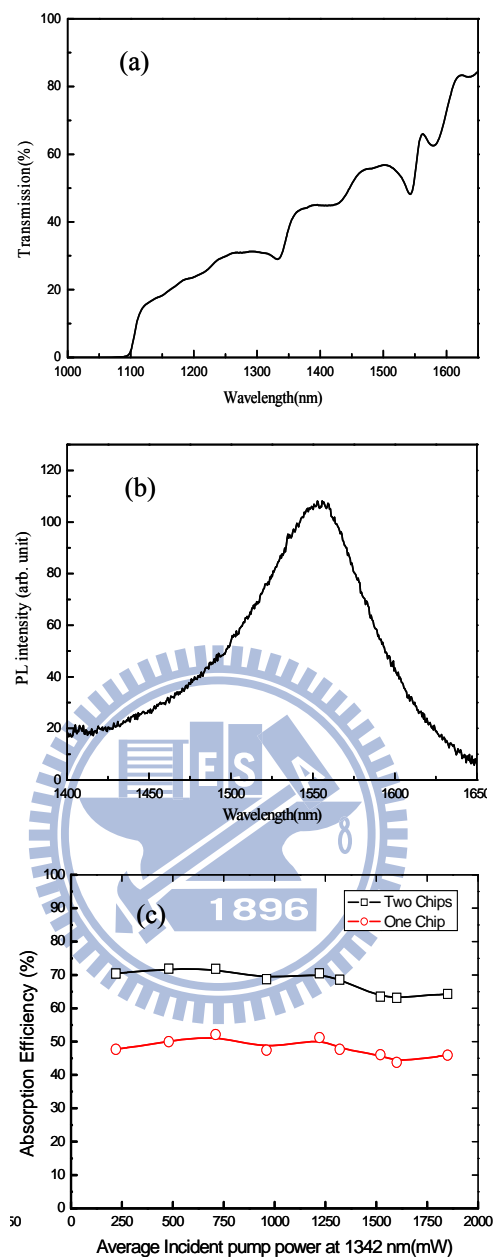 100
80
60
40
20
0
(a)
Transmission(%)
1000 1100 1200 1300 1400 1500 1600
Wavelength(nm)
120
100
80
60
40
20
0
(b)
PL intensity (arb. unit)
1400 1450 1500 1550 1600 1650
Wavelength(nm)
E S
1896
100
90
80
70
60
50
40
30
20
10
0
(c)
Two Chips
One Chip
Absorption Efficiency (%)
50
0 250 500 750 1000 1250 1500 1750 2000
Average Incident pump power at 1342 nm(mW)